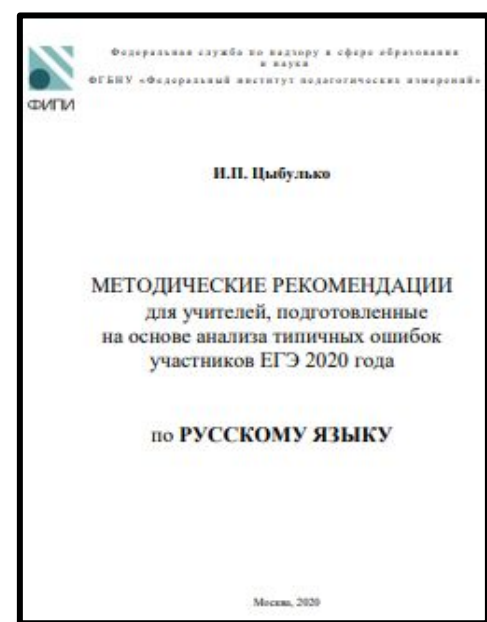 Федеральная служба по надзору в сфере образования
и науки
ФГБНУ «Федеральный институт педагогических измерений»
ФИПИ
И.П. Цыбулько
МЕТОДИЧЕСКИЕ РЕКОМЕНДАЦИИ
для учителей, подготовленные
на основе анализа типичных ошибок
участников ЕГЭ 2020 года
по РУССКОМУ ЯЗЫКУ
Москва, 2020